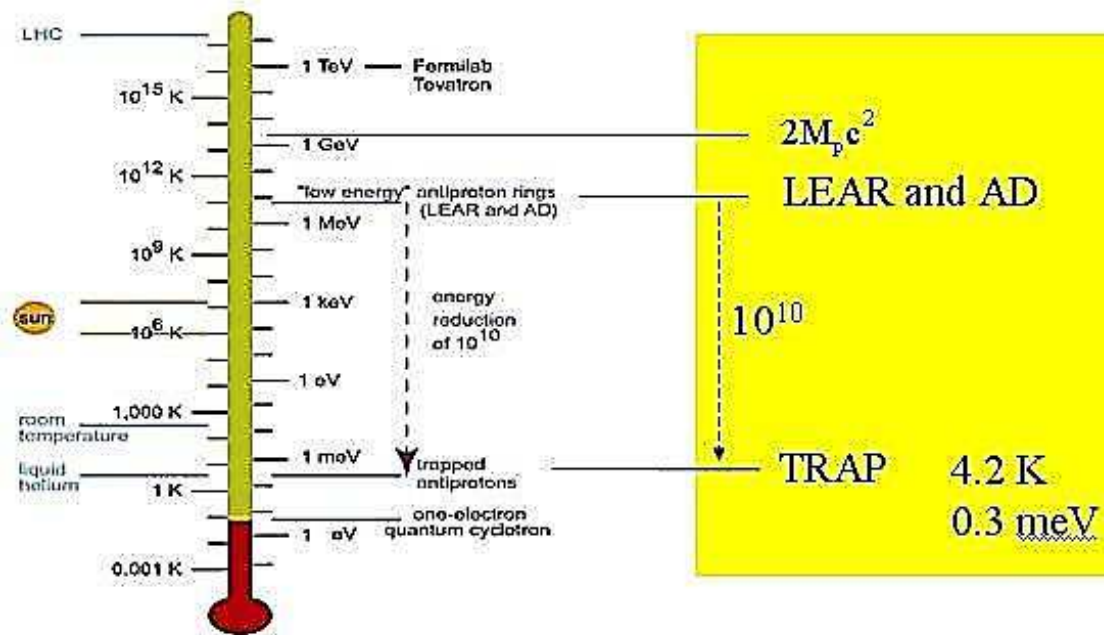 LHC
1 TeV
Fermilab
Tevatron
10^15 K
2M_pc^2
1 GeV
10^12 K
"low energy" antiproton rings
(LEAR and AD)
LEAR and AD
1 MeV
10^9 K
1 keV
energy
reduction
of 10^10
10^10
sun
10^6 K
1 eV
1,000 K
room
temperature
1 meV
trapped
antiprotons
TRAP 4.2 K
0.3 meV
liquid
helium
1 K
one-electron
quantum cyclotron
1 eV
0.001 K